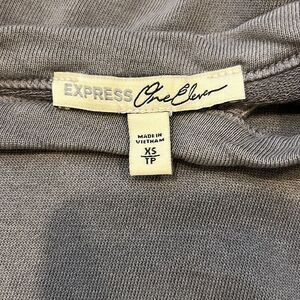 EXPRESS One Eleven
MADE IN
VIETNAM
XS
TP